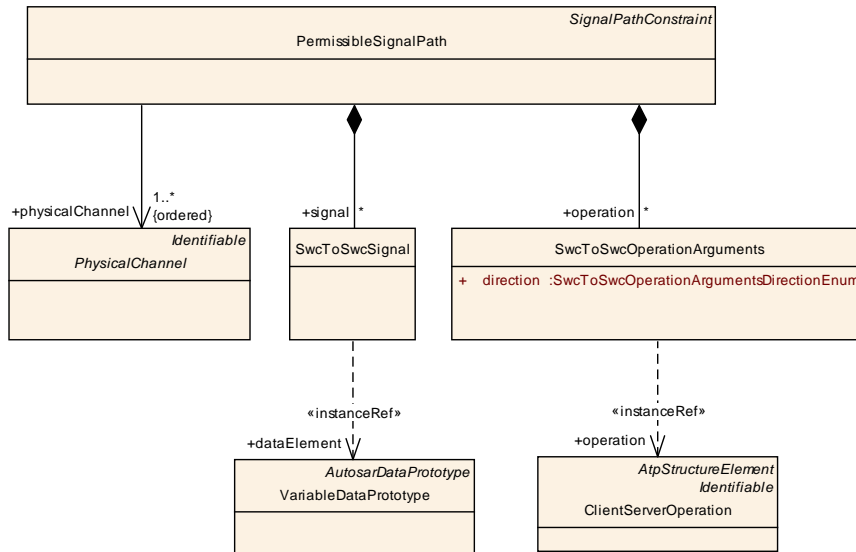 SignalPathConstraint
PermissibleSignalPath
+physicalChannel
1..*
{ordered}
+signal *
+operation *
Identifiable
PhysicalChannel
SwcToSwcSignal
SwcToSwcOperationArguments
+ direction :SwcToSwcOperationArgumentsDirectionEnum
«instanceRef»
«instanceRef»
+dataElement
+operation
AutosarDataPrototype
VariableDataPrototype
AtpStructureElement
Identifiable
ClientServerOperation